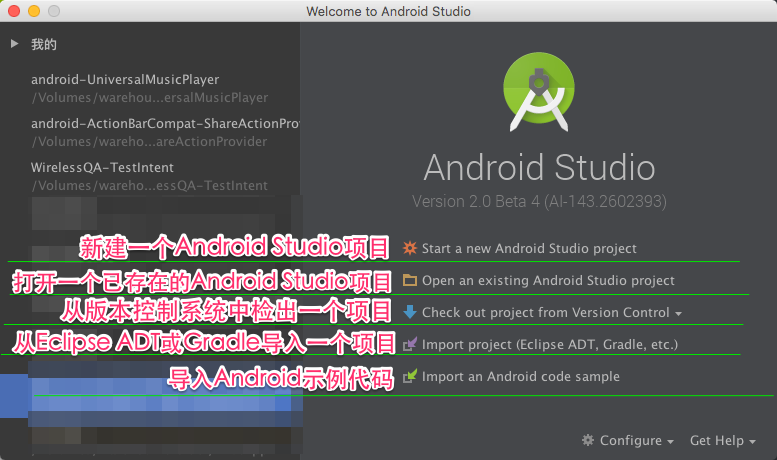 Welcome to Android Studio
我的
android-UniversalMusicPlayer
/Volumes/warehou...ersalMusicPlayer
android-ActionBarCompat-ShareActionPro
/Volumes/wareho...areActionProvider
WirelessQA-TestIntent
/Volumes/wareho...essQA-TestIntent
Android Studio
Version 2.0 Beta 4 (AI-143.2602393)
新建一个Android Studio项目 Start a new Android Studio project
打开一个已存在的Android Studio项目 Open an existing Android Studio project
从版本控制系统中检出一个项目 Check out project from Version Control
从Eclipse ADT或Gradle导入一个项目 Import project (Eclipse ADT, Gradle, etc.)
导入Android示例代码 Import an Android code sample
Configure Get Help